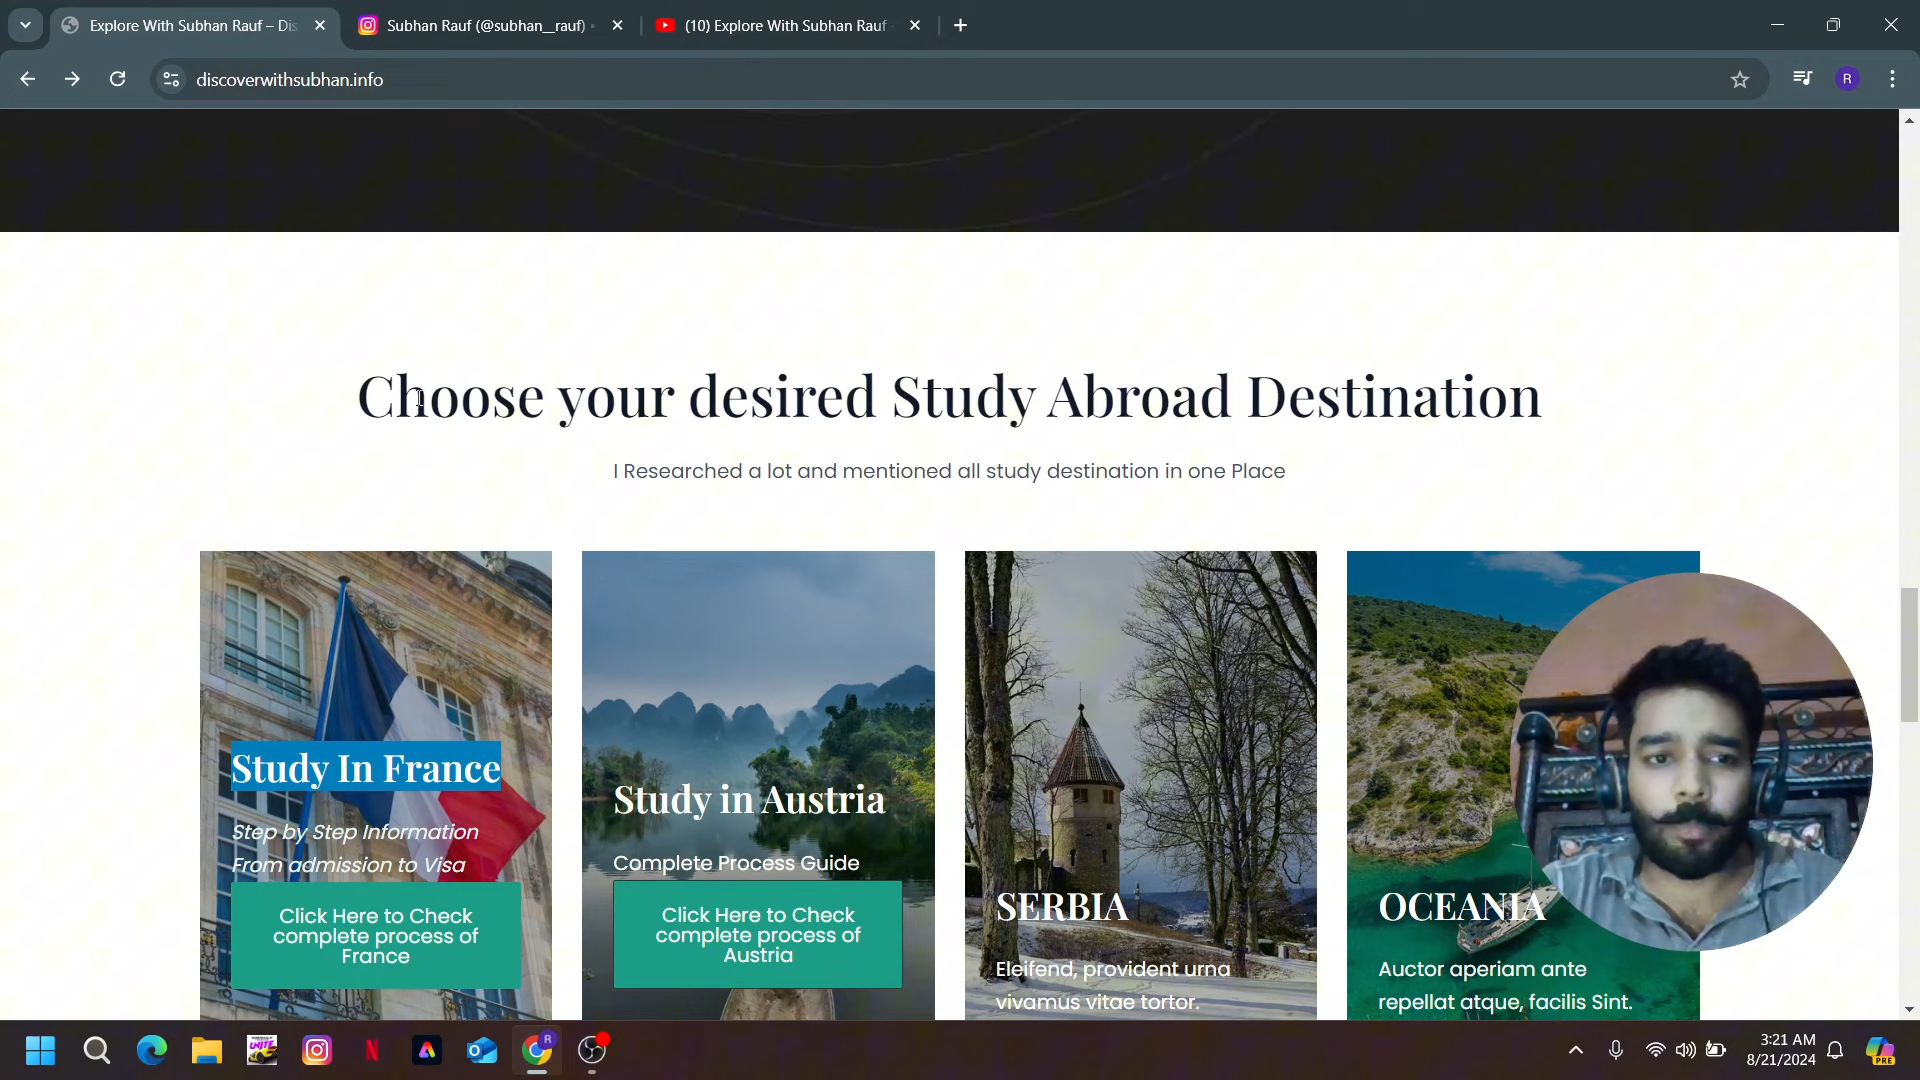 Explore With Subhan Rauf – Dis
Subhan Rauf (@subhan__rauf) •
(10) Explore With Subhan Rauf
discoverwithsubhan.info
R
Choose your desired Study Abroad Destination
I Researched a lot and mentioned all study destination in one Place
Study In France
Step by Step Information
From admission to Visa
Click Here to Check
complete process of
France
Study in Austria
Complete Process Guide
Click Here to Check
complete process of
Austria
SERBIA
Eleifend, provident urna
vivamus vitae tortor.
OCEANIA
Auctor aperiam ante
repellat atque, facilis Sint.
UNITE
N
R
3:21 AM
8/21/2024
PRE